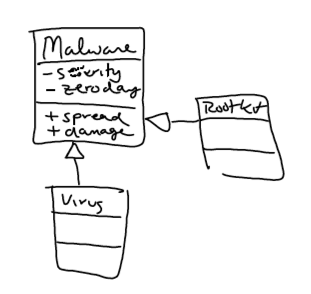 Malware
- severity
- zeroday
+ spread
+ damage
RootKit
Virus